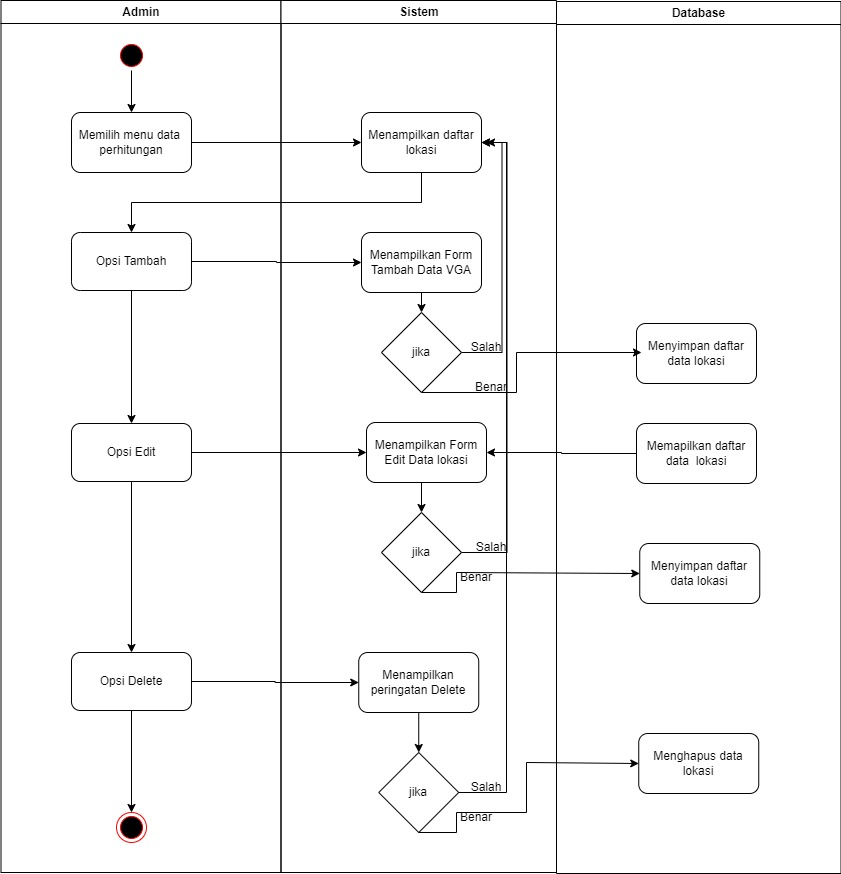 Admin
Sistem
Database
Memilih menu data
perhitungan
Menampilkan daftar
lokasi
Opsi Tambah
Menampilkan Form
Tambah Data VGA
jika
Salah
Benar
Menyimpan daftar
data lokasi
Opsi Edit
Menampilkan Form
Edit Data lokasi
Memapilkan daftar
data lokasi
jika
Salah
Benar
Menyimpan daftar
data lokasi
Opsi Delete
Menampilkan
peringatan Delete
jika
Salah
Benar
Menghapus data
lokasi